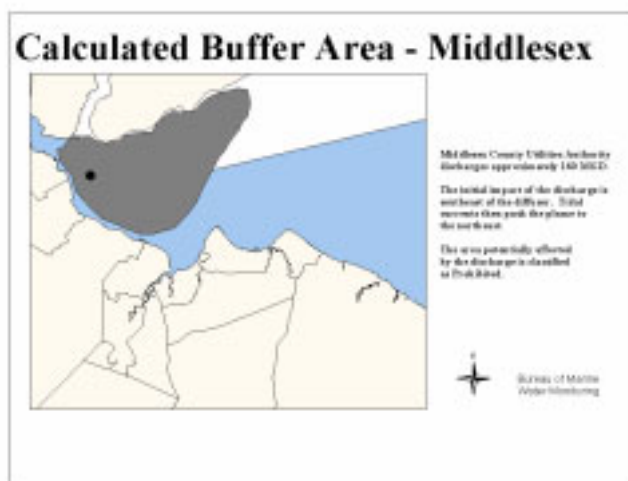 Calculated Buffer Area - Middlesex
Middlesex County Utilities Authority
discharges approximately 160 MGD.
The initial impact of the discharge is
of the diffuser. Tidal
currents then push the plume to
the northeast.
The area potentially affected
by the discharge is classified
as Prohibited.
Bureau of Marine
Water Monitoring